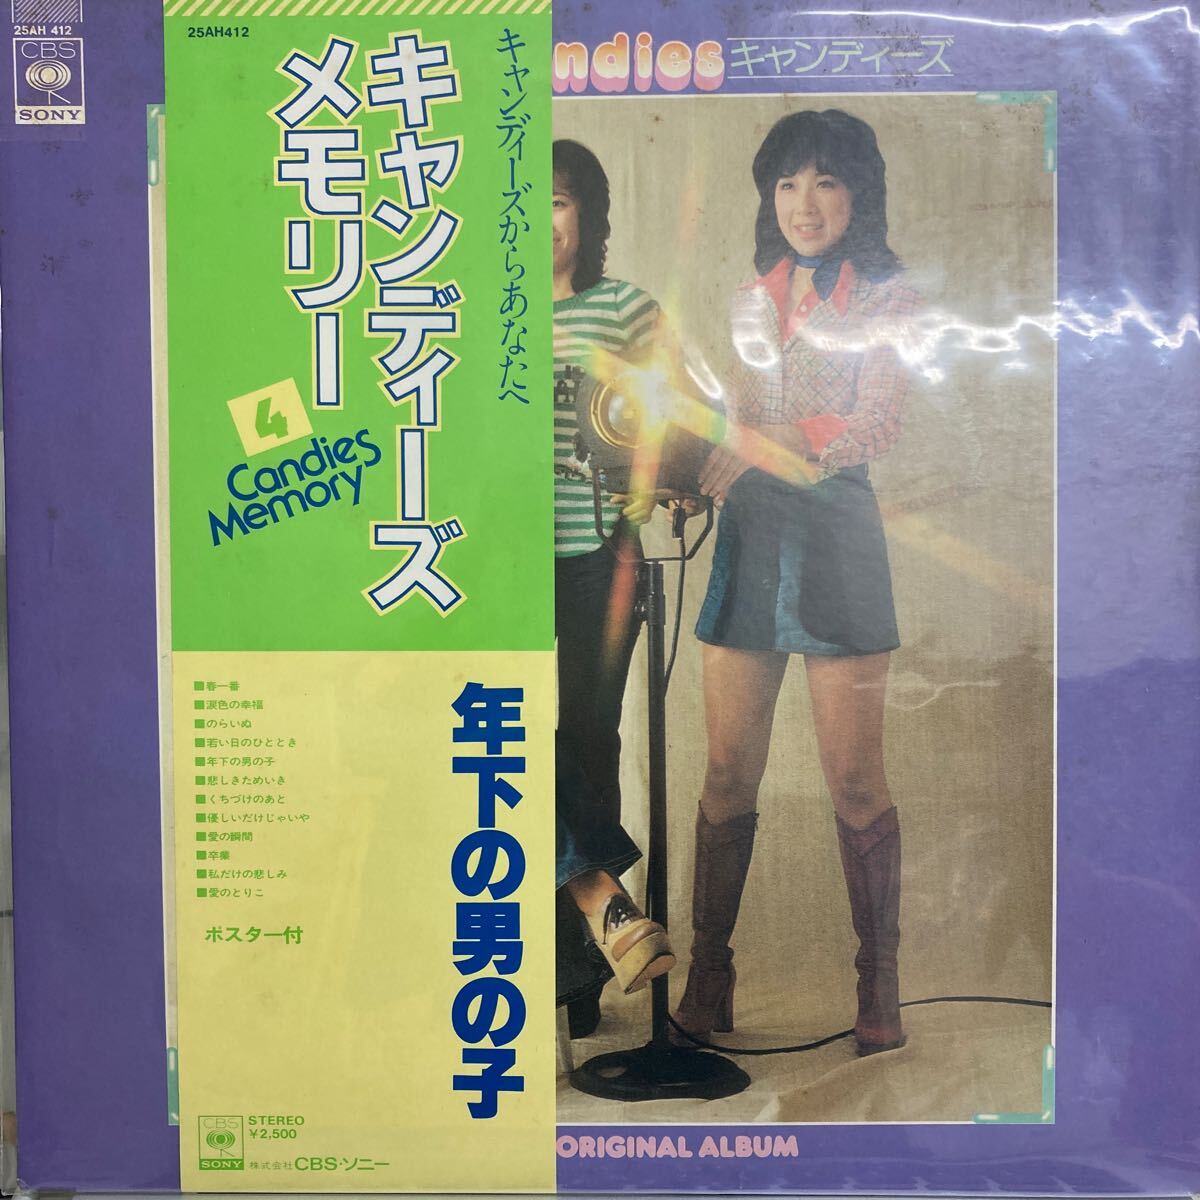 25AH 412
CBS
SONY
25AH412
キャンディーズ
メモリー
キャンディーズからあなたへ
4
Candies
Memory
ndies
キャンディーズ
■春一番
■涙色の幸福
■のらいぬ
■若い日のひととき
■年下の男の子
■悲しきためいき
■くちづけのあと
■優しいだけじゃいや
■愛の瞬間
■卒業
■私だけの悲しみ
■愛のとりこ
ポスター付
年下の男の子
CBS
SONY
STEREO
¥2,500
株式会社 CBS・ソニー
ORIGINAL ALBUM